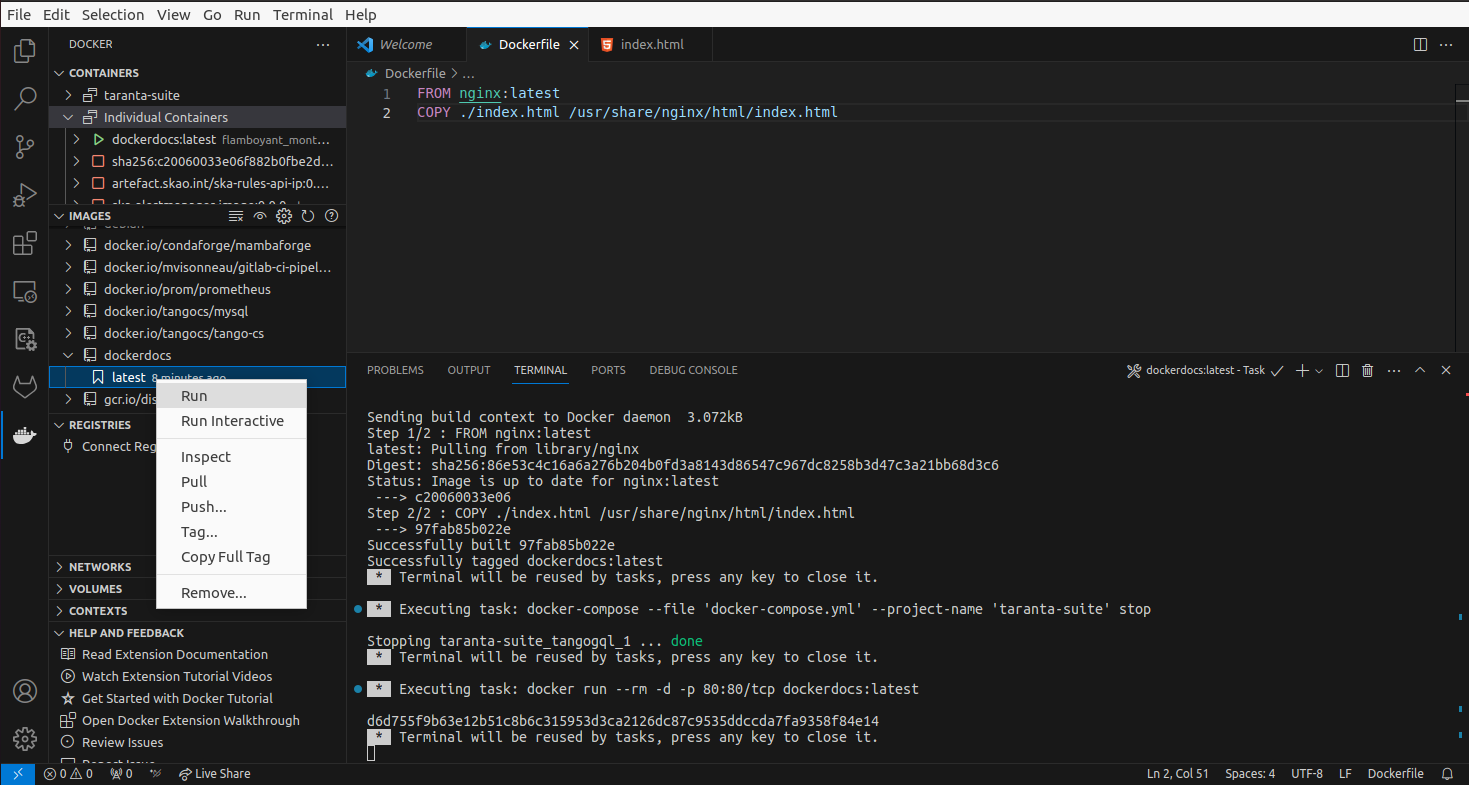 File Edit Selection View Go Run Terminal Help
DOCKER
CONTAINERS
taranta-suite
Individual Containers
dockerdocs:latest flamboyant_mont...
sha256:c20060033e06f882b0fbe2d...
artefact.skao.int/ska-rules-api-ip:0....
IMAGES
docker.io/condaforge/mambaforge
docker.io/mvisonneau/gitlab-ci-pipel...
docker.io/prom/prometheus
docker.io/tangocs/mysql
docker.io/tangocs/tango-cs
dockerdocs
latest 8 minutes ago
gcr.io/dis
REGISTRIES
Connect Reg
Run
Run Interactive
Inspect
Pull
Push...
Tag...
Copy Full Tag
Remove...
NETWORKS
VOLUMES
CONTEXTS
HELP AND FEEDBACK
Read Extension Documentation
Watch Extension Tutorial Videos
Get Started with Docker Tutorial
Open Docker Extension Walkthrough
Review Issues
Report Issue
Welcome Dockerfile index.html
Dockerfile > ...
1 FROM nginx:latest
2 COPY ./index.html /usr/share/nginx/html/index.html
PROBLEMS OUTPUT TERMINAL PORTS DEBUG CONSOLE
dockerdocs:latest - Task
Sending build context to Docker daemon  3.072kB
Step 1/2 : FROM nginx:latest
latest: Pulling from library/nginx
Digest: sha256:86e53c4c16a6a276b204b0fd3a8143d86547c967dc8258b3d47c3a21bb68d3c6
Status: Image is up to date for nginx:latest
 ---> c20060033e06
Step 2/2 : COPY ./index.html /usr/share/nginx/html/index.html
 ---> 97fab85b022e
Successfully built 97fab85b022e
Successfully tagged dockerdocs:latest
* Terminal will be reused by tasks, press any key to close it.
* Executing task: docker-compose --file 'docker-compose.yml' --project-name 'taranta-suite' stop
Stopping taranta-suite_tangogql_1 ... done
* Terminal will be reused by tasks, press any key to close it.
* Executing task: docker run --rm -d -p 80:80/tcp dockerdocs:latest
d6d755f9b63e12b51c8b6c315953d3ca2126dc87c9535ddccda7fa9358f84e14
* Terminal will be reused by tasks, press any key to close it.
0 0 0 Live Share
Ln 2, Col 51 Spaces: 4 UTF-8 LF Dockerfile